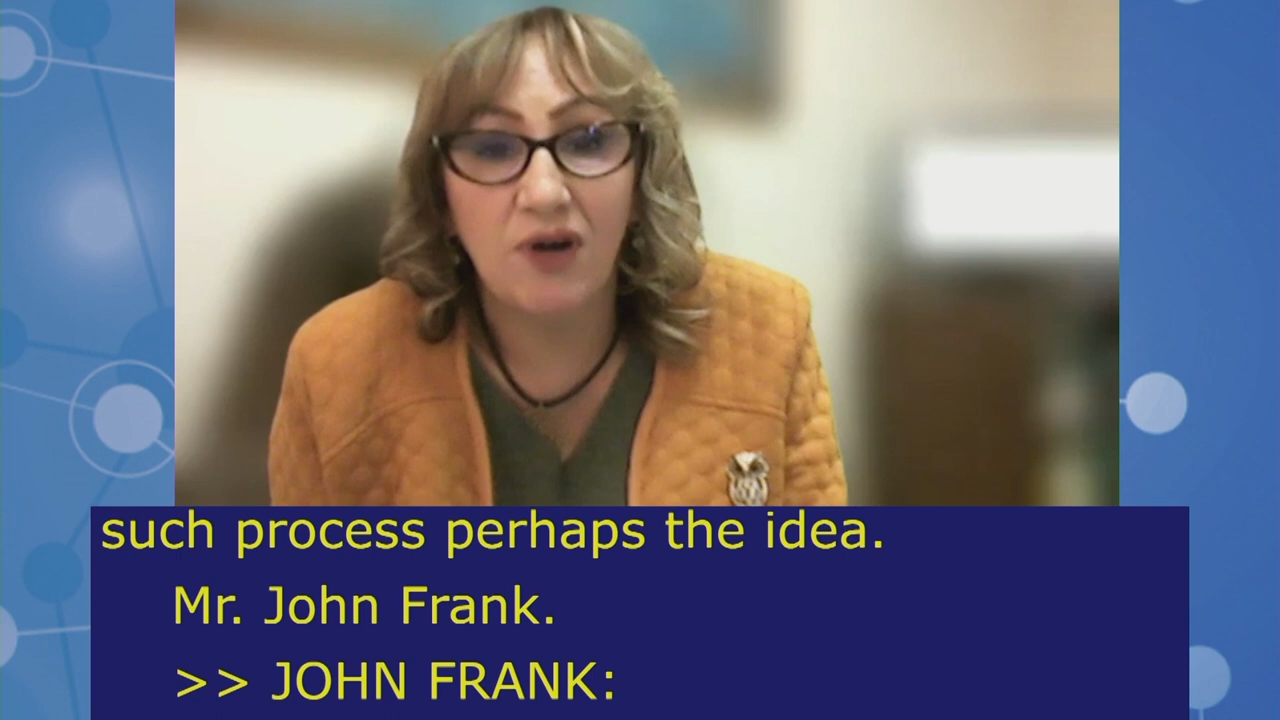 such process perhaps the idea.
Mr. John Frank.
>> JOHN FRANK: